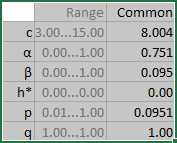 Range Common
c 3.00...15.00 8.004
α 0.00...1.00 0.751
β 0.00...1.00 0.095
h* 0.00...0.00 0.00
p 0.01...1.00 0.0951
q 1.00...1.00 1.00